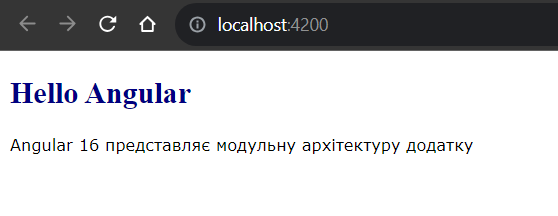 localhost:4200
Hello Angular
Angular 16 представляє модульну архітектуру додатку